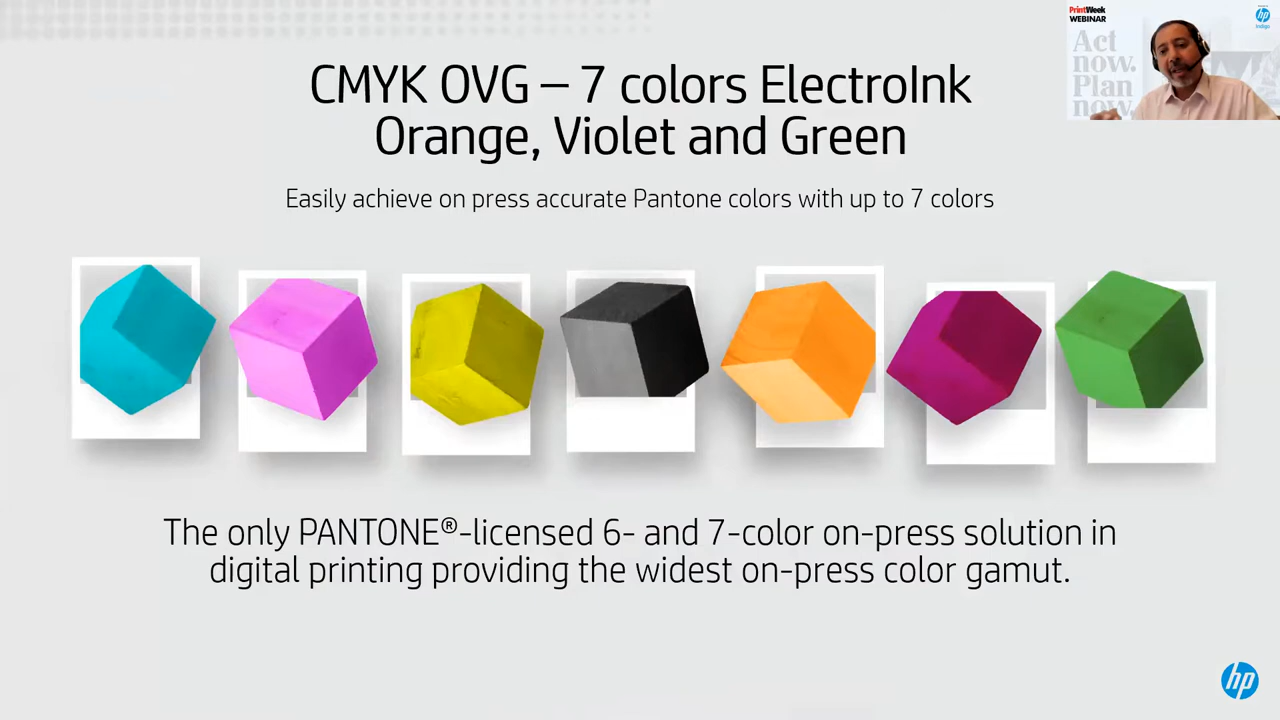 PrintWeek
WEBINAR
hp
indigo
Act
now.
Plan
now.
CMYK OVG – 7 colors ElectroInk
Orange, Violet and Green
Easily achieve on press accurate Pantone colors with up to 7 colors
The only PANTONE®-licensed 6- and 7-color on-press solution in
digital printing providing the widest on-press color gamut.
hp